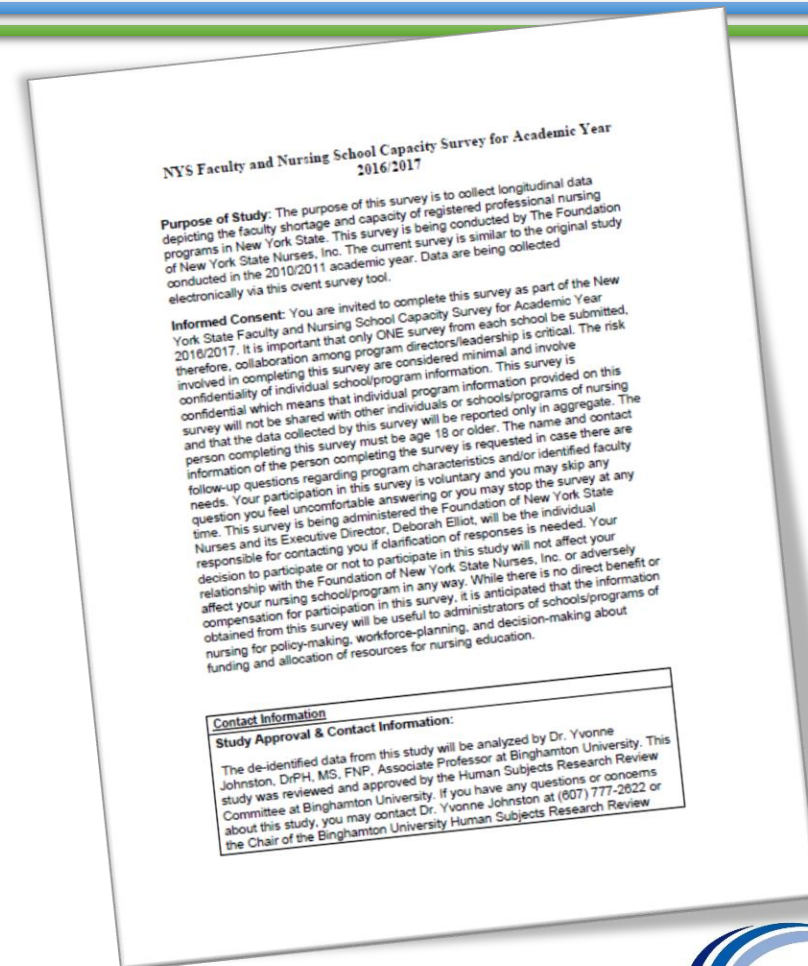 NYS Faculty and Nursing School Capacity Survey for Academic Year
2016/2017
Purpose of Study: The purpose of this survey is to collect longitudinal data
depicting the faculty shortage and capacity of registered professional nursing
programs in New York State. This survey is being conducted by The Foundation
of New York State Nurses, Inc. The current survey is similar to the original study
conducted in the 2010/2011 academic year. Data are being collected
electronically via this cvent survey tool.
Informed Consent: You are invited to complete this survey as part of the New
York State Faculty and Nursing School Capacity Survey for Academic Year
2016/2017. It is important that only ONE survey from each school be submitted,
therefore, collaboration among program directors/leadership is critical. The risk
involved in completing this survey are considered minimal and involve
confidentiality of individual school/program information. This survey is
confidential which means that individual program information provided on this
survey will not be shared with other individuals or schools/programs of nursing
and that the data collected by this survey will be reported only in aggregate. The
person completing this survey must be age 18 or older. The name and contact
information of the person completing the survey is requested in case there are
follow-up questions regarding program characteristics and/or identified faculty
needs. Your participation in this survey is voluntary and you may skip any
question you feel uncomfortable answering or you may stop the survey at any
time. This survey is being administered the Foundation of New York State
Nurses and its Executive Director, Deborah Elliot, will be the individual
responsible for contacting you if clarification of responses is needed. Your
decision to participate or not to participate in this study will not affect your
relationship with the Foundation of New York State Nurses, Inc. or adversely
affect your nursing school/program in any way. While there is no direct benefit or
compensation for participation in this survey, it is anticipated that the information
obtained from this survey will be useful to administrators of schools/programs of
nursing for policy-making, workforce-planning, and decision-making about
funding and allocation of resources for nursing education.
Contact Information
Study Approval & Contact Information:
The de-identified data from this study will be analyzed by Dr. Yvonne
Johnston, DrPH, MS, FNP, Associate Professor at Binghamton University. This
study was reviewed and approved by the Human Subjects Research Review
Committee at Binghamton University. If you have any questions or concerns
about this study, you may contact Dr. Yvonne Johnston at (607) 777-2622 or
the Chair of the Binghamton University Human Subjects Research Review